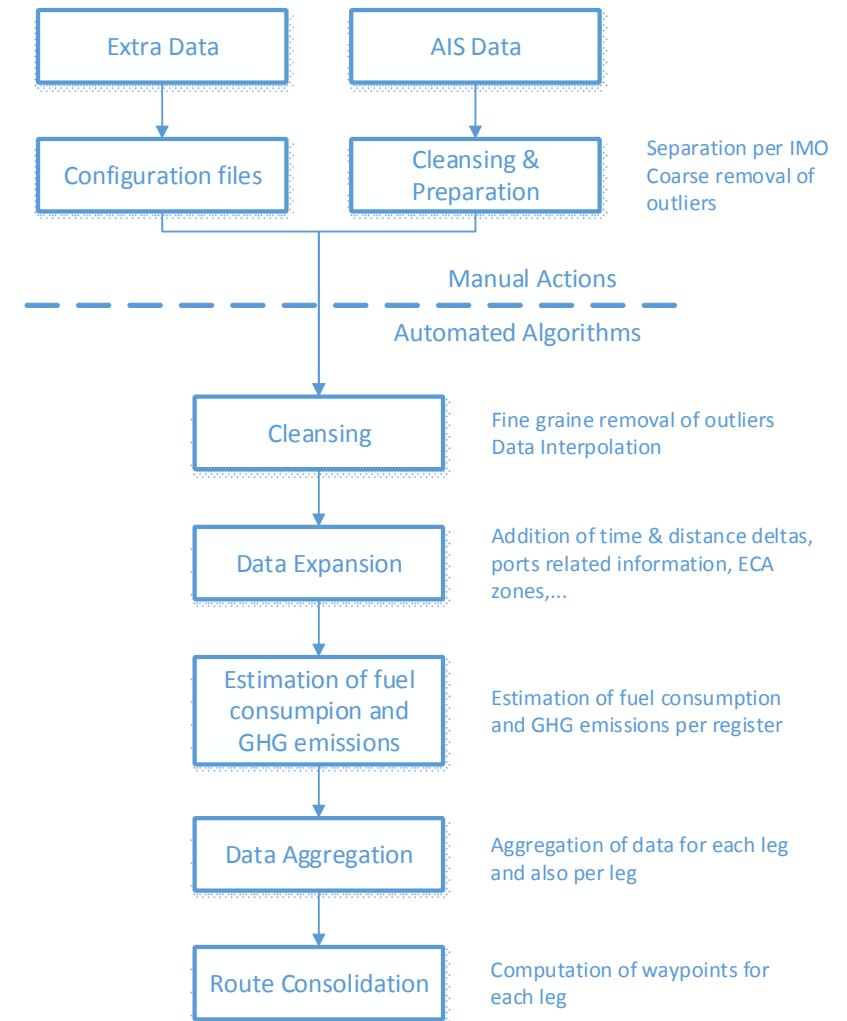 Extra Data
AIS Data
Configuration files
Cleansing &
Preparation
Separation per IMO
Coarse removal of
outliers
Manual Actions
Automated Algorithms
Cleansing
Fine graine removal of outliers
Data Interpolation
Data Expansion
Addition of time & distance deltas,
ports related information, ECA
zones,...
Estimation of fuel
consumpion and
GHG emissions
Estimation of fuel consumption
and GHG emissions per register
Data Aggregation
Aggregation of data for each leg
and also per leg
Route Consolidation
Computation of waypoints for
each leg